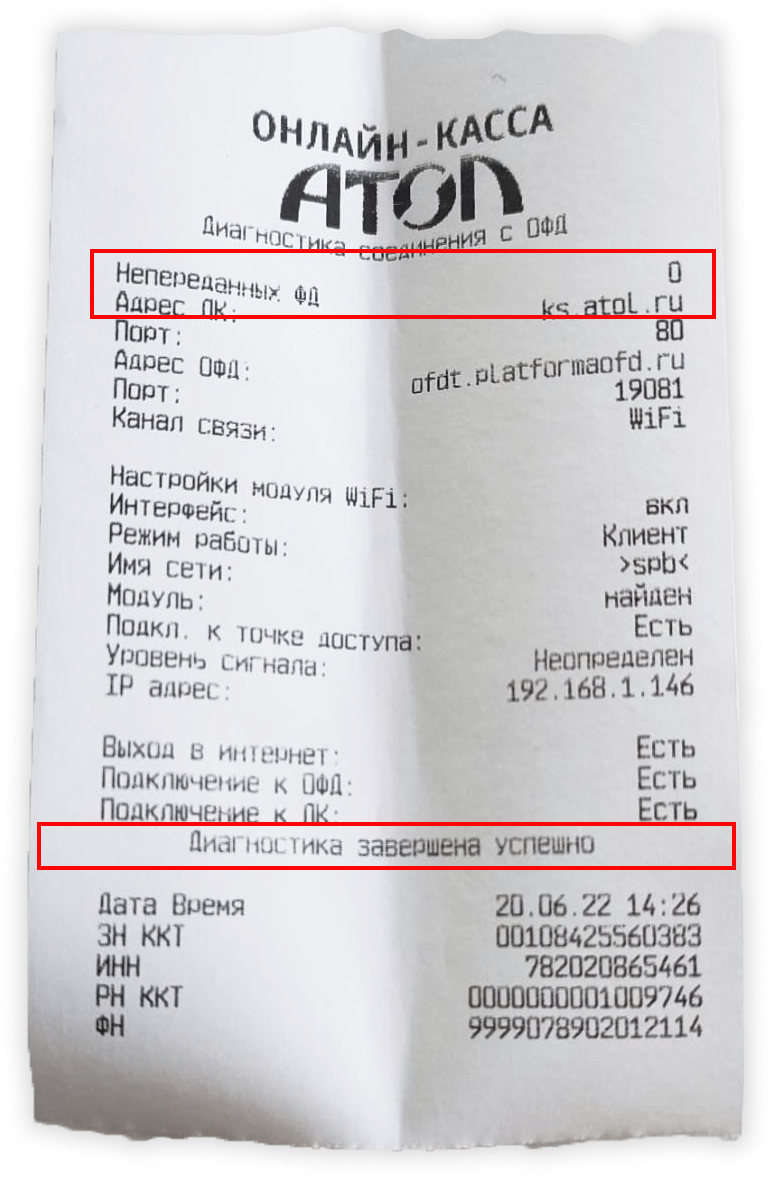 ОНЛАЙН-КАССА
АТОЛ
Диагностика соединения с ОФД
Непереданных ФД 0
Адрес ЛК: ks.atol.ru
Порт: 80
Адрес ОФД: ofdt.platformaofd.ru
Порт: 19081
Канал связи: WiFi
Настройки модуля WiFi:
Интерфейс: вкл
Режим работы: Клиент
Имя сети: >spb<
Модуль: найден
Подкл. к точке доступа: Есть
Уровень сигнала: Неопределен
IP адрес: 192.168.1.146
Выход в интернет: Есть
Подключение к ОФД: Есть
Подключение к ЛК: Есть
Диагностика завершена успешно
Дата Время 20.06.22 14:26
ЗН ККТ 00108425560383
ИНН 782020865461
РН ККТ 0000000001009746
ФН 9999078902012114